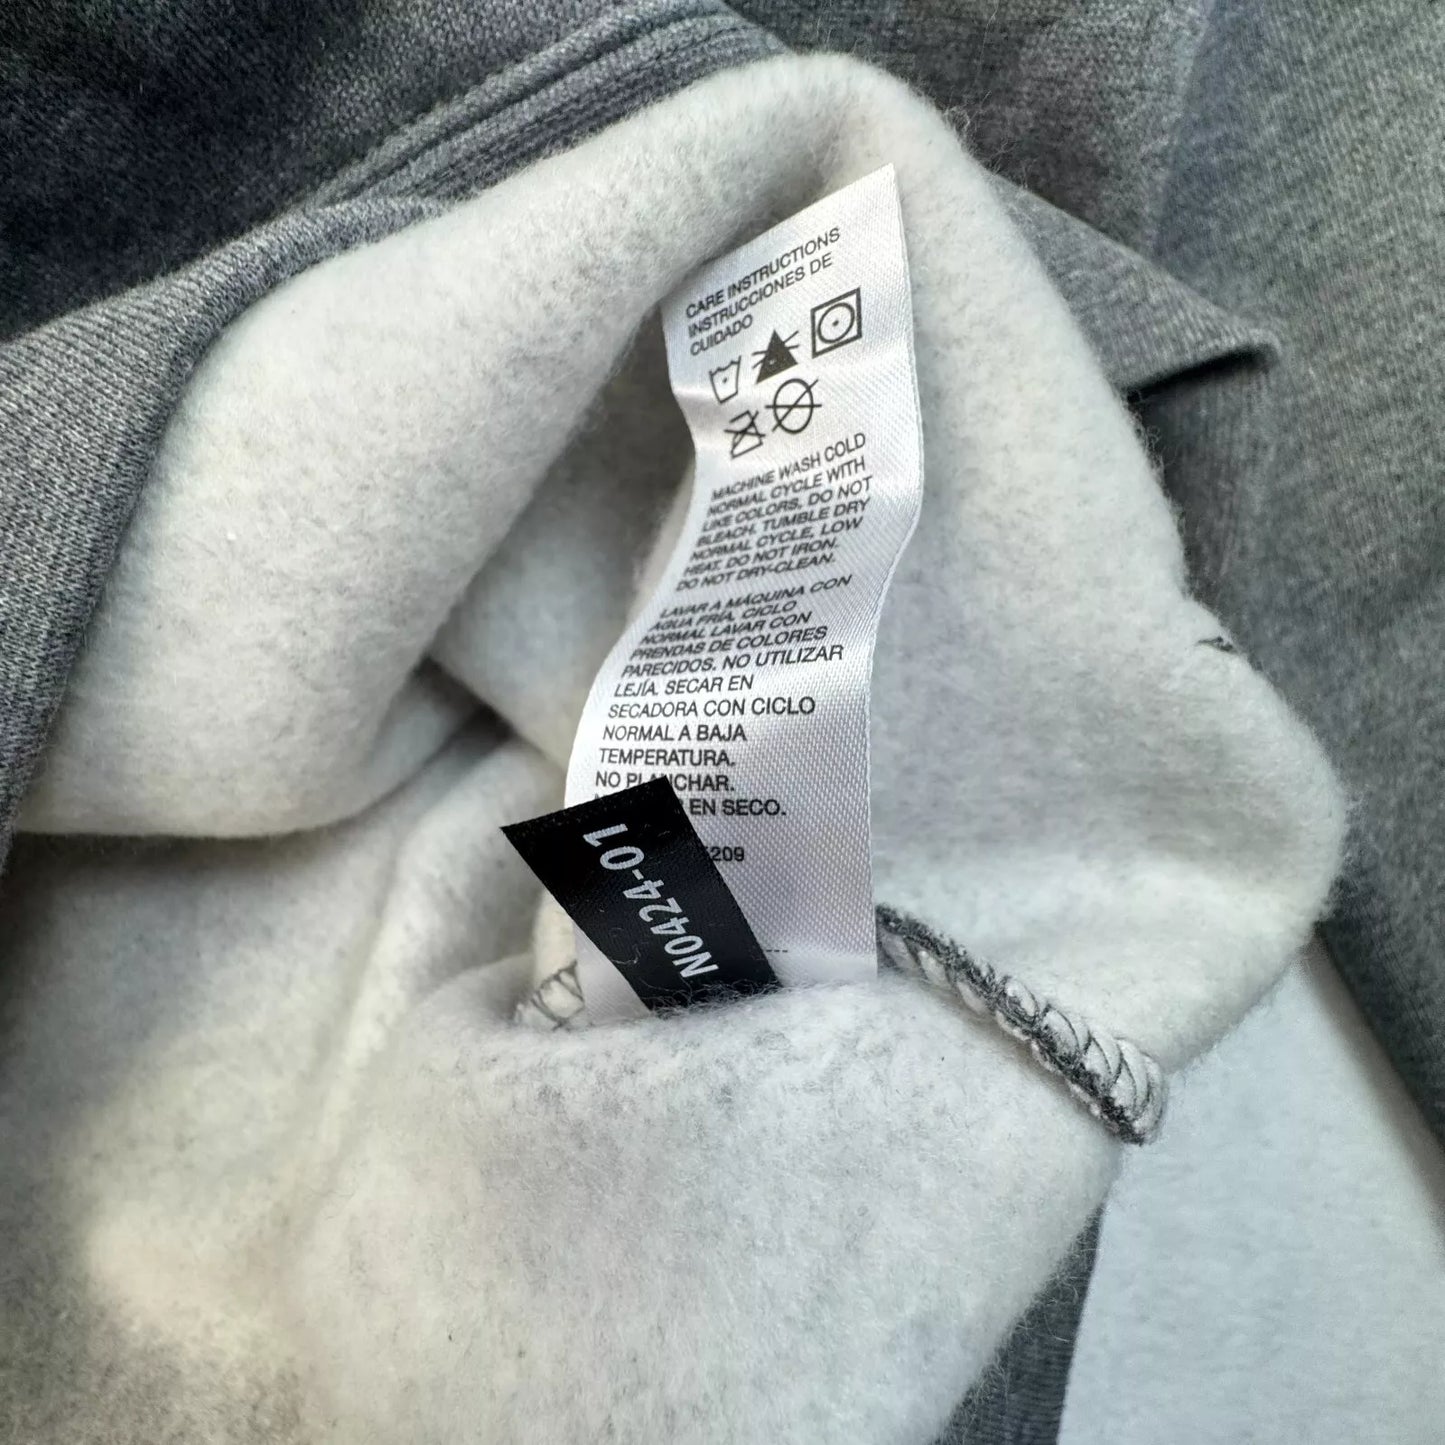 CARE INSTRUCTIONS
INSTRUCCIONES DE
CUIDADO
MACHINE WASH COLD
NORMAL CYCLE WITH
LIKE COLORS, DO NOT
BLEACH. TUMBLE DRY
NORMAL CYCLE, LOW
HEAT. DO NOT IRON.
DO NOT DRY-CLEAN.
LAVAR A MÁQUINA CON
AGUA FRÍA, CICLO
NORMAL LAVAR CON
PRENDAS DE COLORES
PARECIDOS. NO UTILIZAR
LEJÍA. SECAR EN
SECADORA CON CICLO
NORMAL A BAJA
TEMPERATURA.
NO PLANCHAR.
EN SECO.
209
N0424-01